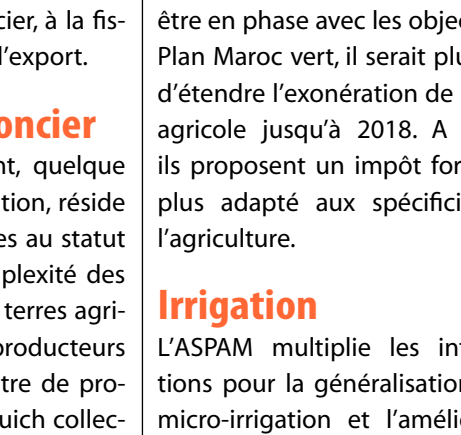 cier, à la fis-
l'export.
oncier
nt, quelque
tion, réside
es au statut
plexité des
terres agri-
producteurs
tre de pro-
uich collec-
être en phase avec les objec
Plan Maroc vert, il serait plu
d'étendre l'exonération de
agricole jusqu'à 2018. A
ils proposent un impôt for
plus adapté aux spécifici
l'agriculture.
Irrigation
L'ASPAM multiplie les in
tions pour la généralisation
micro-irrigation et l'amélio